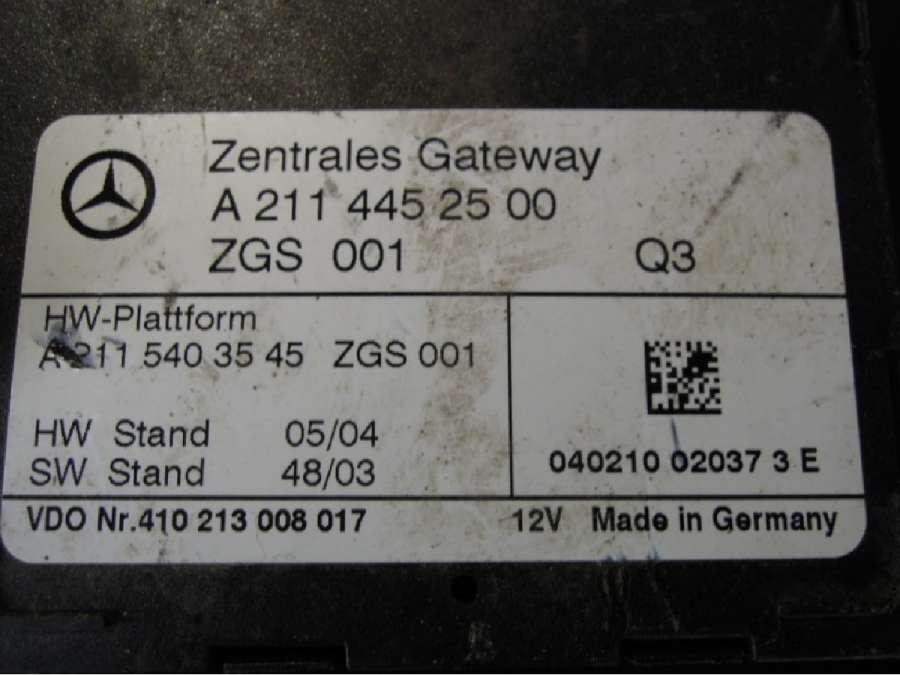 Zentrales Gateway
A 211 445 25 00
ZGS 001 Q3
HW-Plattform
A 211 540 35 45 ZGS 001
HW Stand 05/04
SW Stand 48/03
040210 02037 3 E
VDO Nr.410 213 008 017 12V Made in Germany